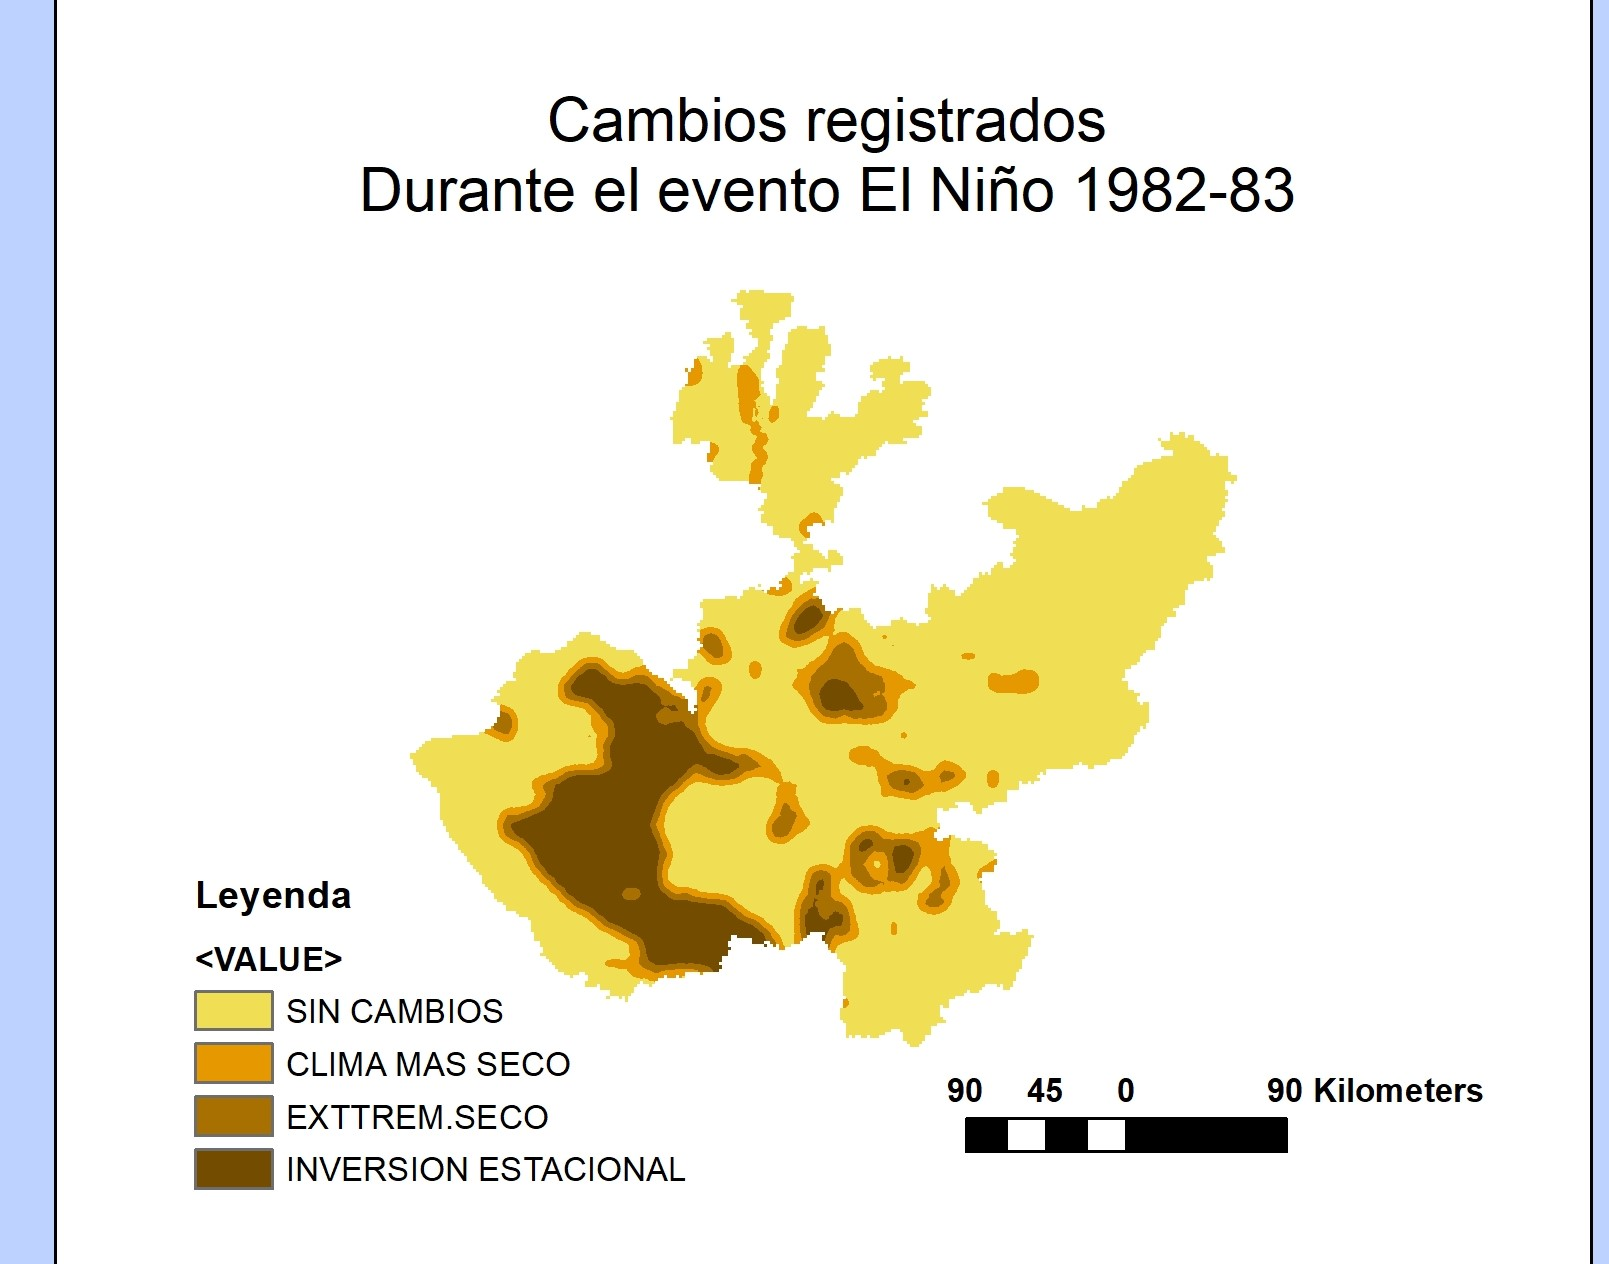 Cambios registrados
Durante el evento El Niño 1982-83
Leyenda
<VALUE>
SIN CAMBIOS
CLIMA MAS SECO
EXTTREM.SECO
INVERSION ESTACIONAL
90 45 0 90 Kilometers